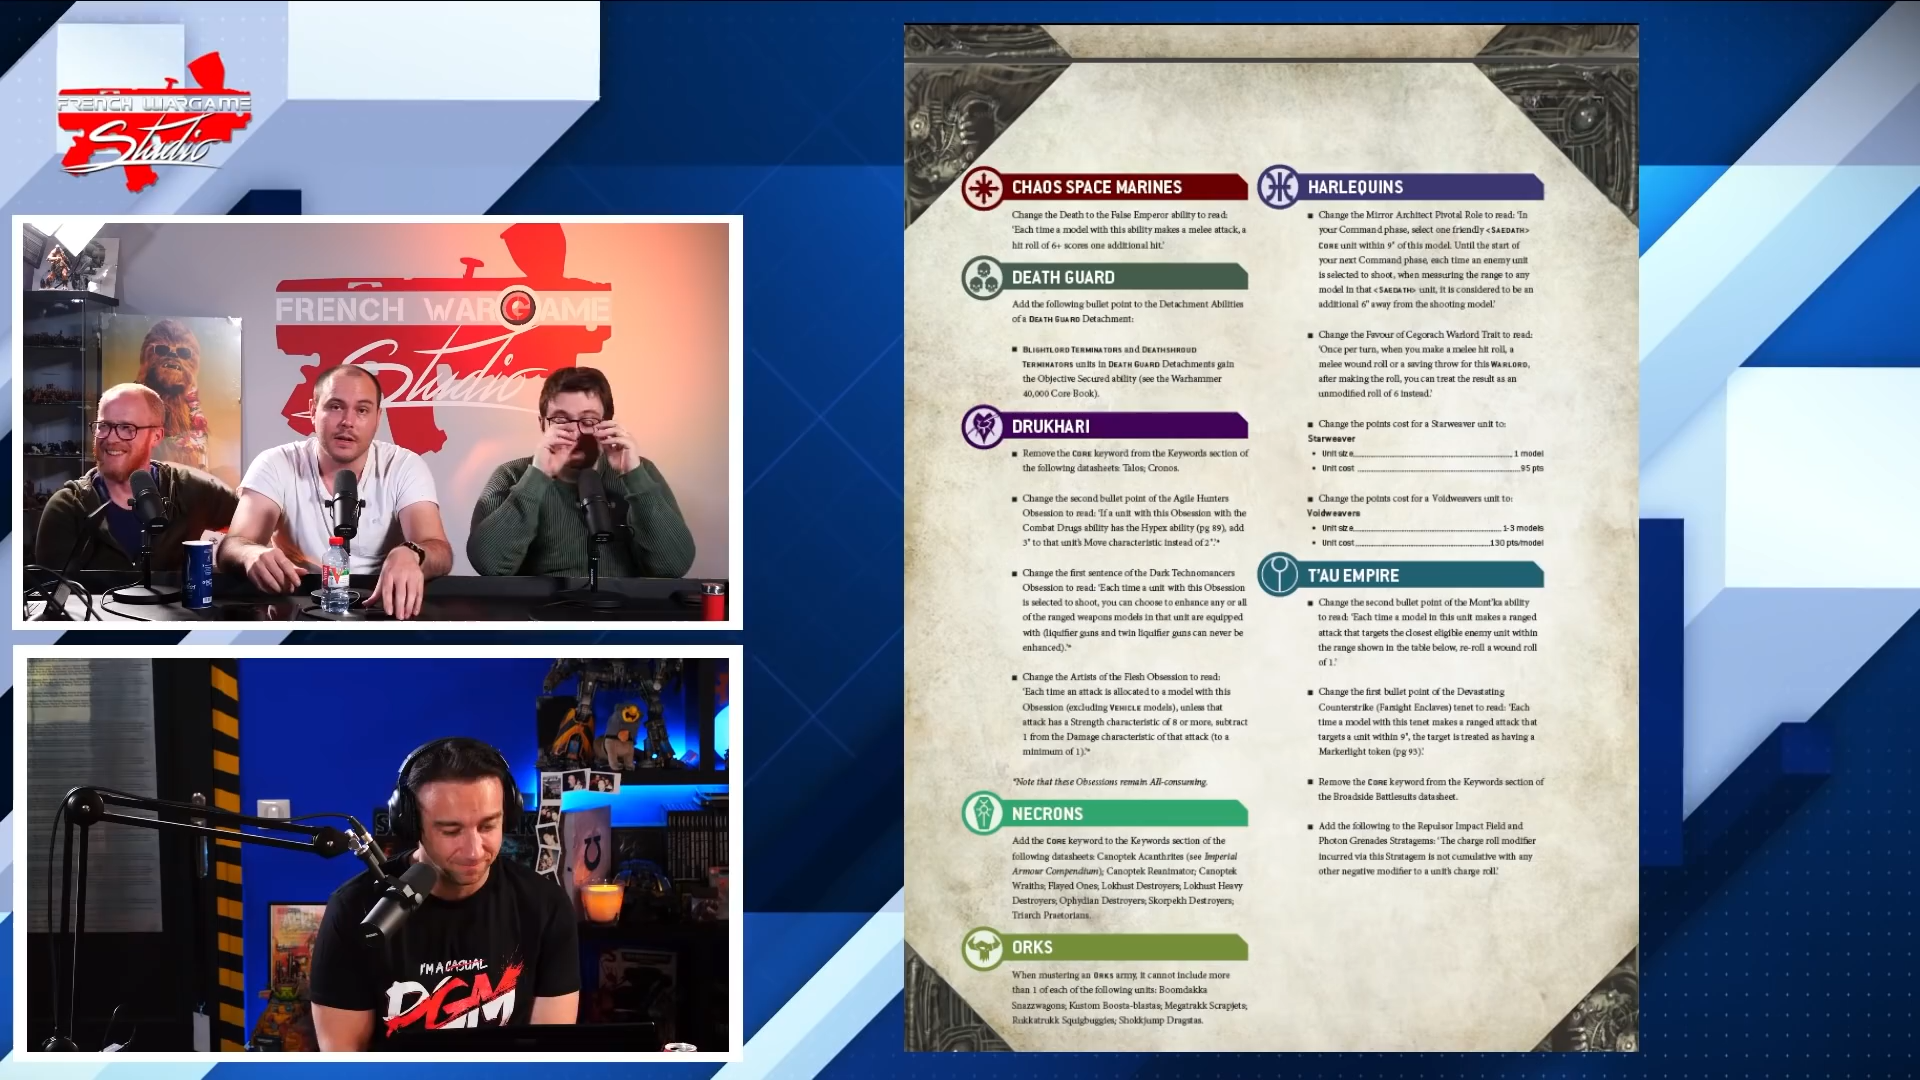 FRENCH WARGAME
Studio
FRENCH WARGAME
Studio
I'M A CASUAL
PGM
CHAOS SPACE MARINES
Change the Death to the False Emperor ability to read:
'Each time a model with this ability makes a melee attack, a
hit roll of 6+ scores one additional hit.'
DEATH GUARD
Add the following bullet point to the Detachment Abilities
of a DEATH GUARD Detachment:
■ BLIGHTLORD TERMINATORS and DEATHSHROUD
TERMINATORS units in DEATH GUARD Detachments gain
the Objective Secured ability (see the Warhammer
40,000 Core Book).
DRUKHARI
■ Remove the CORE keyword from the Keywords section of
the following datasheets: Talos; Cronos.
■ Change the second bullet point of the Agile Hunters
Obsession to read: 'If a unit with this Obsession with the
Combat Drugs ability has the Hypex ability (pg 89), add
3" to that unit's Move characteristic instead of 2".'*
■ Change the first sentence of the Dark Technomancers
Obsession to read: 'Each time a unit with this Obsession
is selected to shoot, you can choose to enhance any or all
of the ranged weapons models in that unit are equipped
with (liquifier guns and twin liquifier guns can never be
enhanced).'*
■ Change the Artists of the Flesh Obsession to read:
'Each time an attack is allocated to a model with this
Obsession (excluding VEHICLE models), unless that
attack has a Strength characteristic of 8 or more, subtract
1 from the Damage characteristic of that attack (to a
minimum of 1).'*
*Note that these Obsessions remain All-consuming.
NECRONS
Add the CORE keyword to the Keywords section of the
following datasheets: Canoptek Acanthrites (see Imperial
Armour Compendium); Canoptek Reanimator; Canoptek
Wraiths; Flayed Ones; Lokhust Destroyers; Lokhust Heavy
Destroyers; Ophydian Destroyers; Skorpekh Destroyers;
Triarch Praetorians.
ORKS
When mustering an ORKS army, it cannot include more
than 1 of each of the following units: Boomdakka
Snazzwagons; Kustom Boosta-blastas; Megatrakk Scrapjets;
Rukkatrukk Squigbuggies; Shokkjump Dragstas.
HARLEQUINS
■ Change the Mirror Architect Pivotal Role to read: 'In
your Command phase, select one friendly <SAEDATH>
CORE unit within 9" of this model. Until the start of
your next Command phase, each time an enemy unit
is selected to shoot, when measuring the range to any
model in that <SAEDATH> unit, it is considered to be an
additional 6" away from the shooting model.'
■ Change the Favour of Cegorach Warlord Trait to read:
'Once per turn, when you make a melee hit roll, a
melee wound roll or a saving throw for this WARLORD,
after making the roll, you can treat the result as an
unmodified roll of 6 instead.'
■ Change the points cost for a Starweaver unit to:
Starweaver
• Unit size 1 model
• Unit cost 95 pts
■ Change the points cost for a Voidweavers unit to:
Voidweavers
• Unit size 1-3 models
• Unit cost 130 pts/model
T'AU EMPIRE
■ Change the second bullet point of the Mont'ka ability
to read: 'Each time a model in this unit makes a ranged
attack that targets the closest eligible enemy unit within
the range shown in the table below, re-roll a wound roll
of 1.'
■ Change the first bullet point of the Devastating
Counterstrike (Farsight Enclaves) tenet to read: 'Each
time a model with this tenet makes a ranged attack that
targets a unit within 9", the target is treated as having a
Markerlight token (pg 93).'
■ Remove the CORE keyword from the Keywords section of
the Broadside Battlesuits datasheet.
■ Add the following to the Repulsor Impact Field and
Photon Grenades Stratagems: 'The charge roll modifier
incurred via this Stratagem is not cumulative with any
other negative modifier to a unit's charge roll.'